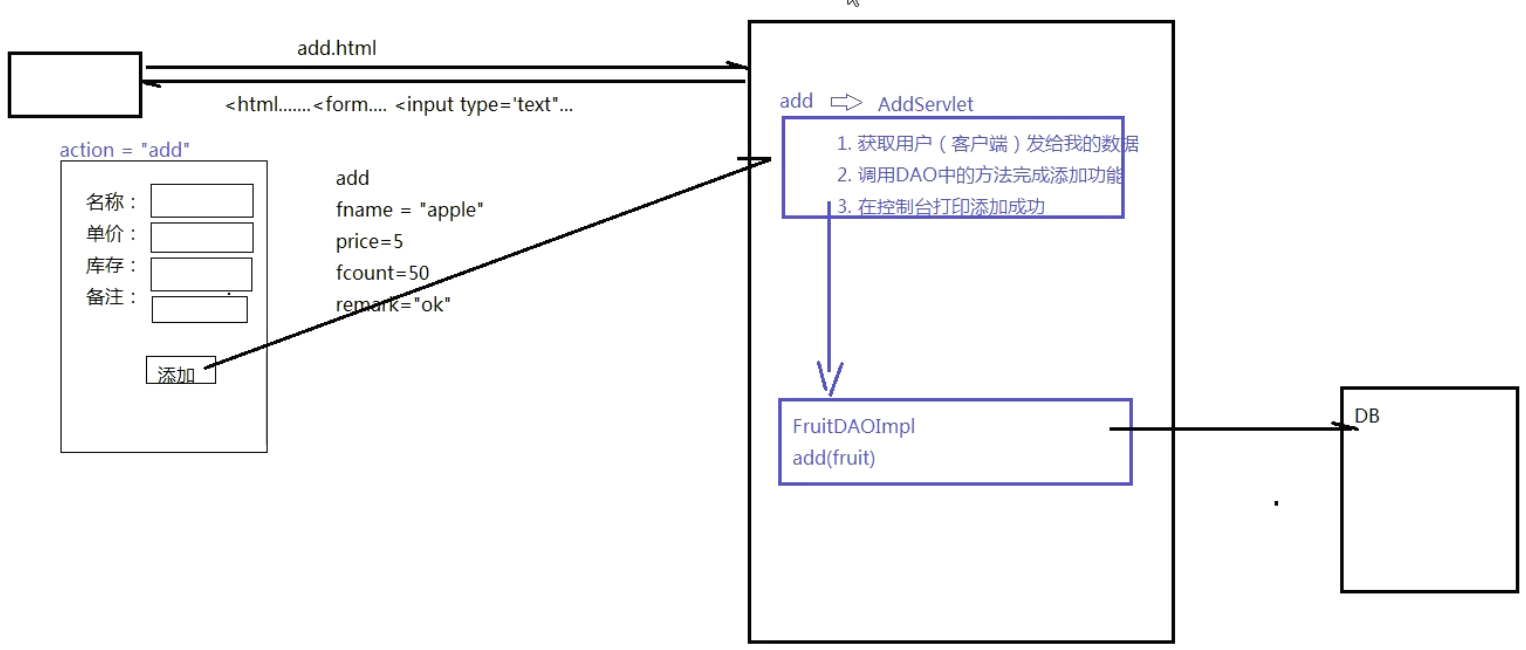 add.html
<html.......<form.... <input type='text"...
action = "add"
名称：
单价：
库存：
备注：
添加
add
fname = "apple"
price=5
fcount=50
remark="ok"
add AddServlet
1. 获取用户（客户端）发给我的数据
2. 调用DAO中的方法完成添加功能
3. 在控制台打印添加成功
FruitDAOImpl
add(fruit)
DB